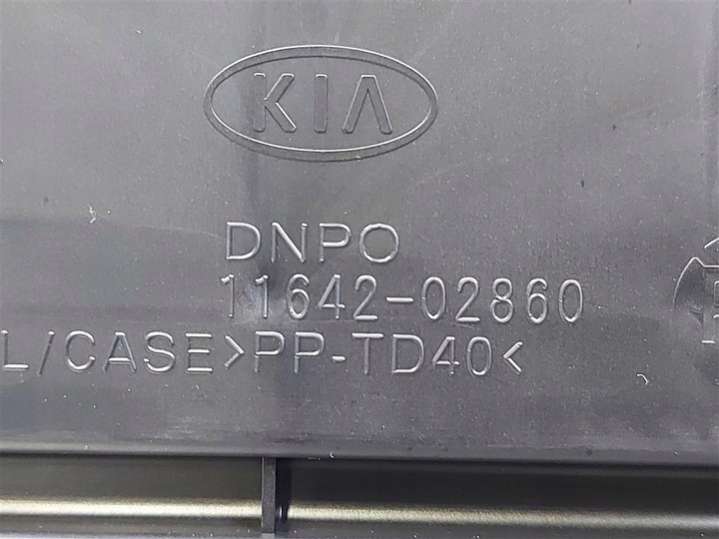 KIA
DNPO
11642-02860
L/CASE>PP-TD40<